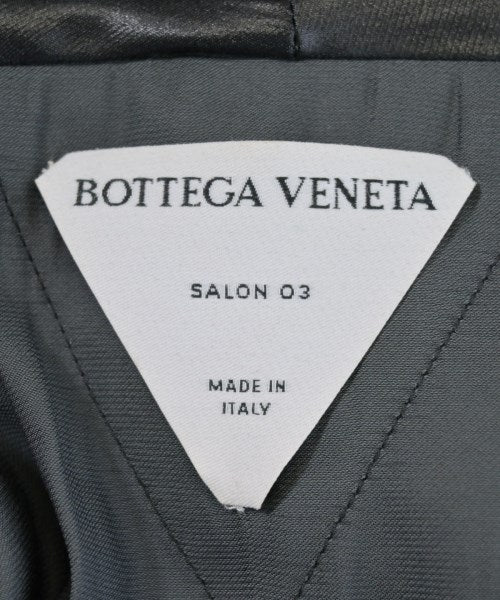 BOTTEGA VENETA
SALON 03
MADE IN
ITALY